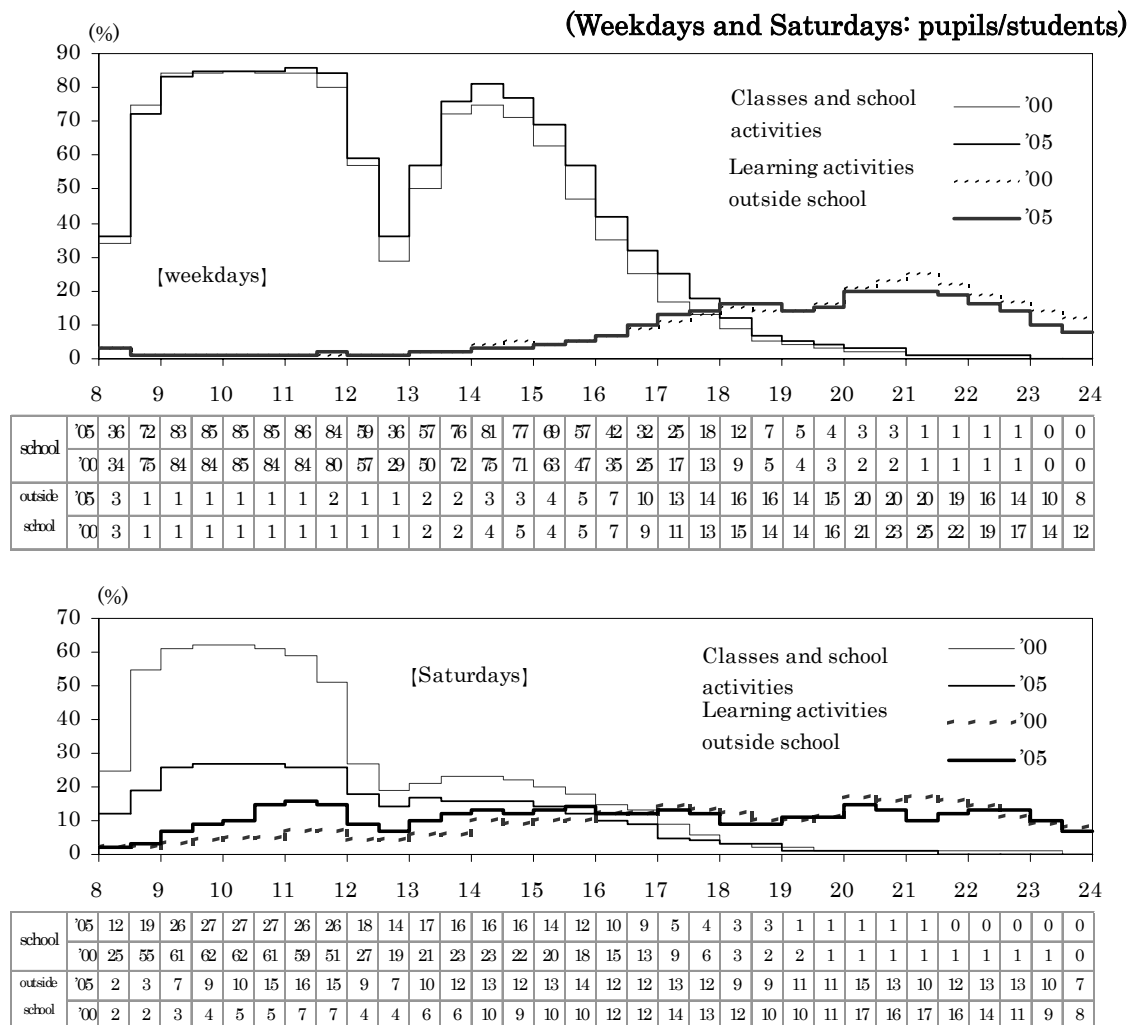 (Weekdays and Saturdays: pupils/students)
(%)
90
80
70
60
50
40
30
20
10
0
Classes and school
activities
Learning activities
outside school
'00
'05
'00
'05
[weekdays]
8 9 10 11 12 13 14 15 16 17 18 19 20 21 22 23 24
school '05 36 72 83 85 85 85 86 84 59 36 57 76 81 77 69 57 42 32 25 18 12 7 5 4 3 3 1 1 1 1 0 0
'00 34 75 84 84 85 84 84 80 57 29 50 72 75 71 63 47 35 25 17 13 9 5 4 3 2 2 1 1 1 1 0 0
outside school '05 3 1 1 1 1 1 1 2 1 1 2 2 3 3 4 5 7 10 13 14 16 16 14 15 20 20 20 19 16 14 10 8
'00 3 1 1 1 1 1 1 1 1 1 2 2 4 5 4 5 7 9 11 13 15 14 14 16 21 23 25 22 19 17 14 12
(%)
70
60
50
40
30
20
10
0
[Saturdays]
Classes and school
activities
Learning activities
outside school
'00
'05
'00
'05
8 9 10 11 12 13 14 15 16 17 18 19 20 21 22 23 24
school '05 12 19 26 27 27 27 26 26 18 14 17 16 16 16 14 12 10 9 5 4 3 3 1 1 1 1 1 0 0 0 0 0
'00 25 55 61 62 62 61 59 51 27 19 21 23 23 22 20 18 15 13 9 6 3 2 2 1 1 1 1 1 1 1 1 0
outside school '05 2 3 7 9 10 15 16 15 9 7 10 12 13 12 13 14 12 12 13 12 9 9 11 11 15 13 10 12 13 13 10 7
'00 2 2 3 4 5 5 7 7 4 4 6 6 10 9 10 10 12 12 14 13 12 10 10 11 17 16 17 16 14 11 9 8